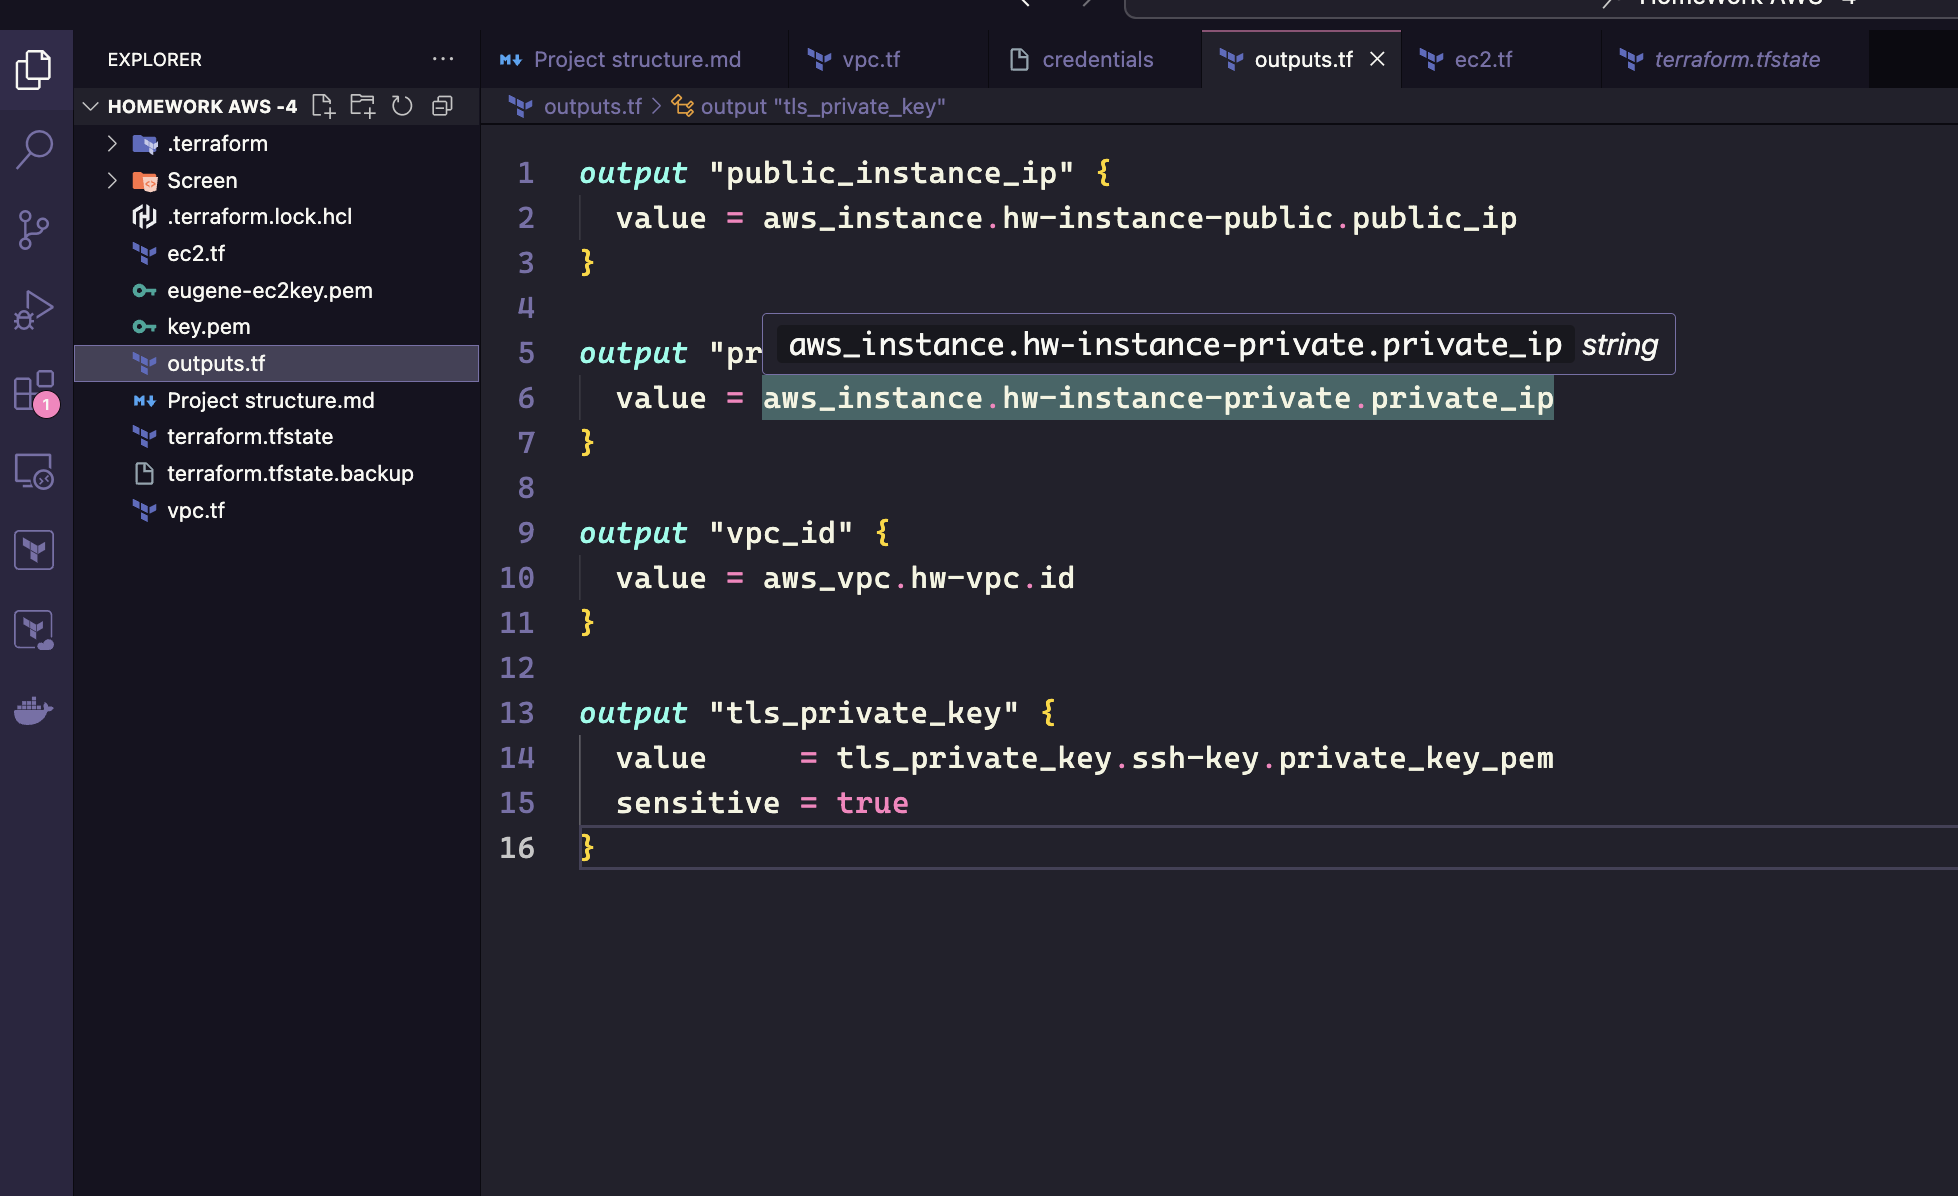 Homework AWS -4
EXPLORER
Project structure.md
vpc.tf
credentials
outputs.tf
ec2.tf
terraform.tfstate
HOMEWORK AWS -4
outputs.tf > output "tls_private_key"
.terraform
Screen
.terraform.lock.hcl
ec2.tf
eugene-ec2key.pem
key.pem
outputs.tf
Project structure.md
terraform.tfstate
terraform.tfstate.backup
vpc.tf
1
1 output "public_instance_ip" {
2 value = aws_instance.hw-instance-public.public_ip
3 }
4
aws_instance.hw-instance-private.private_ip string
5 output "pr
6 value = aws_instance.hw-instance-private.private_ip
7 }
8
9 output "vpc_id" {
10 value = aws_vpc.hw-vpc.id
11 }
12
13 output "tls_private_key" {
14 value = tls_private_key.ssh-key.private_key_pem
15 sensitive = true
16 }